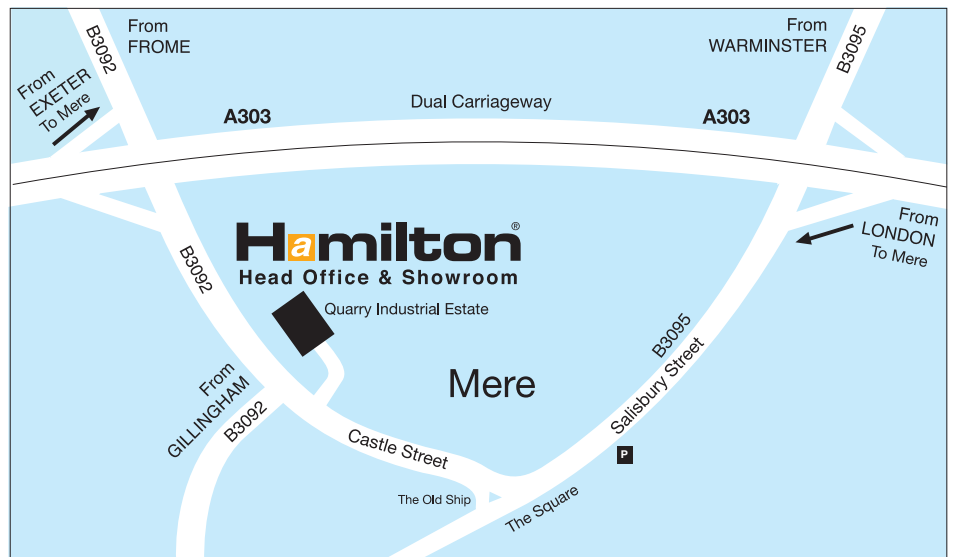 From
FROME
B3092
From
WARMINSTER
B3095
From
EXETER
To Mere
Dual Carriageway
A303
A303
From
LONDON
To Mere
Hamilton®
Head Office & Showroom
Quarry Industrial Estate
B3092
Mere
B3095
Salisbury Street
From
GILLINGHAM
B3092
Castle Street
P
The Old Ship
The Square